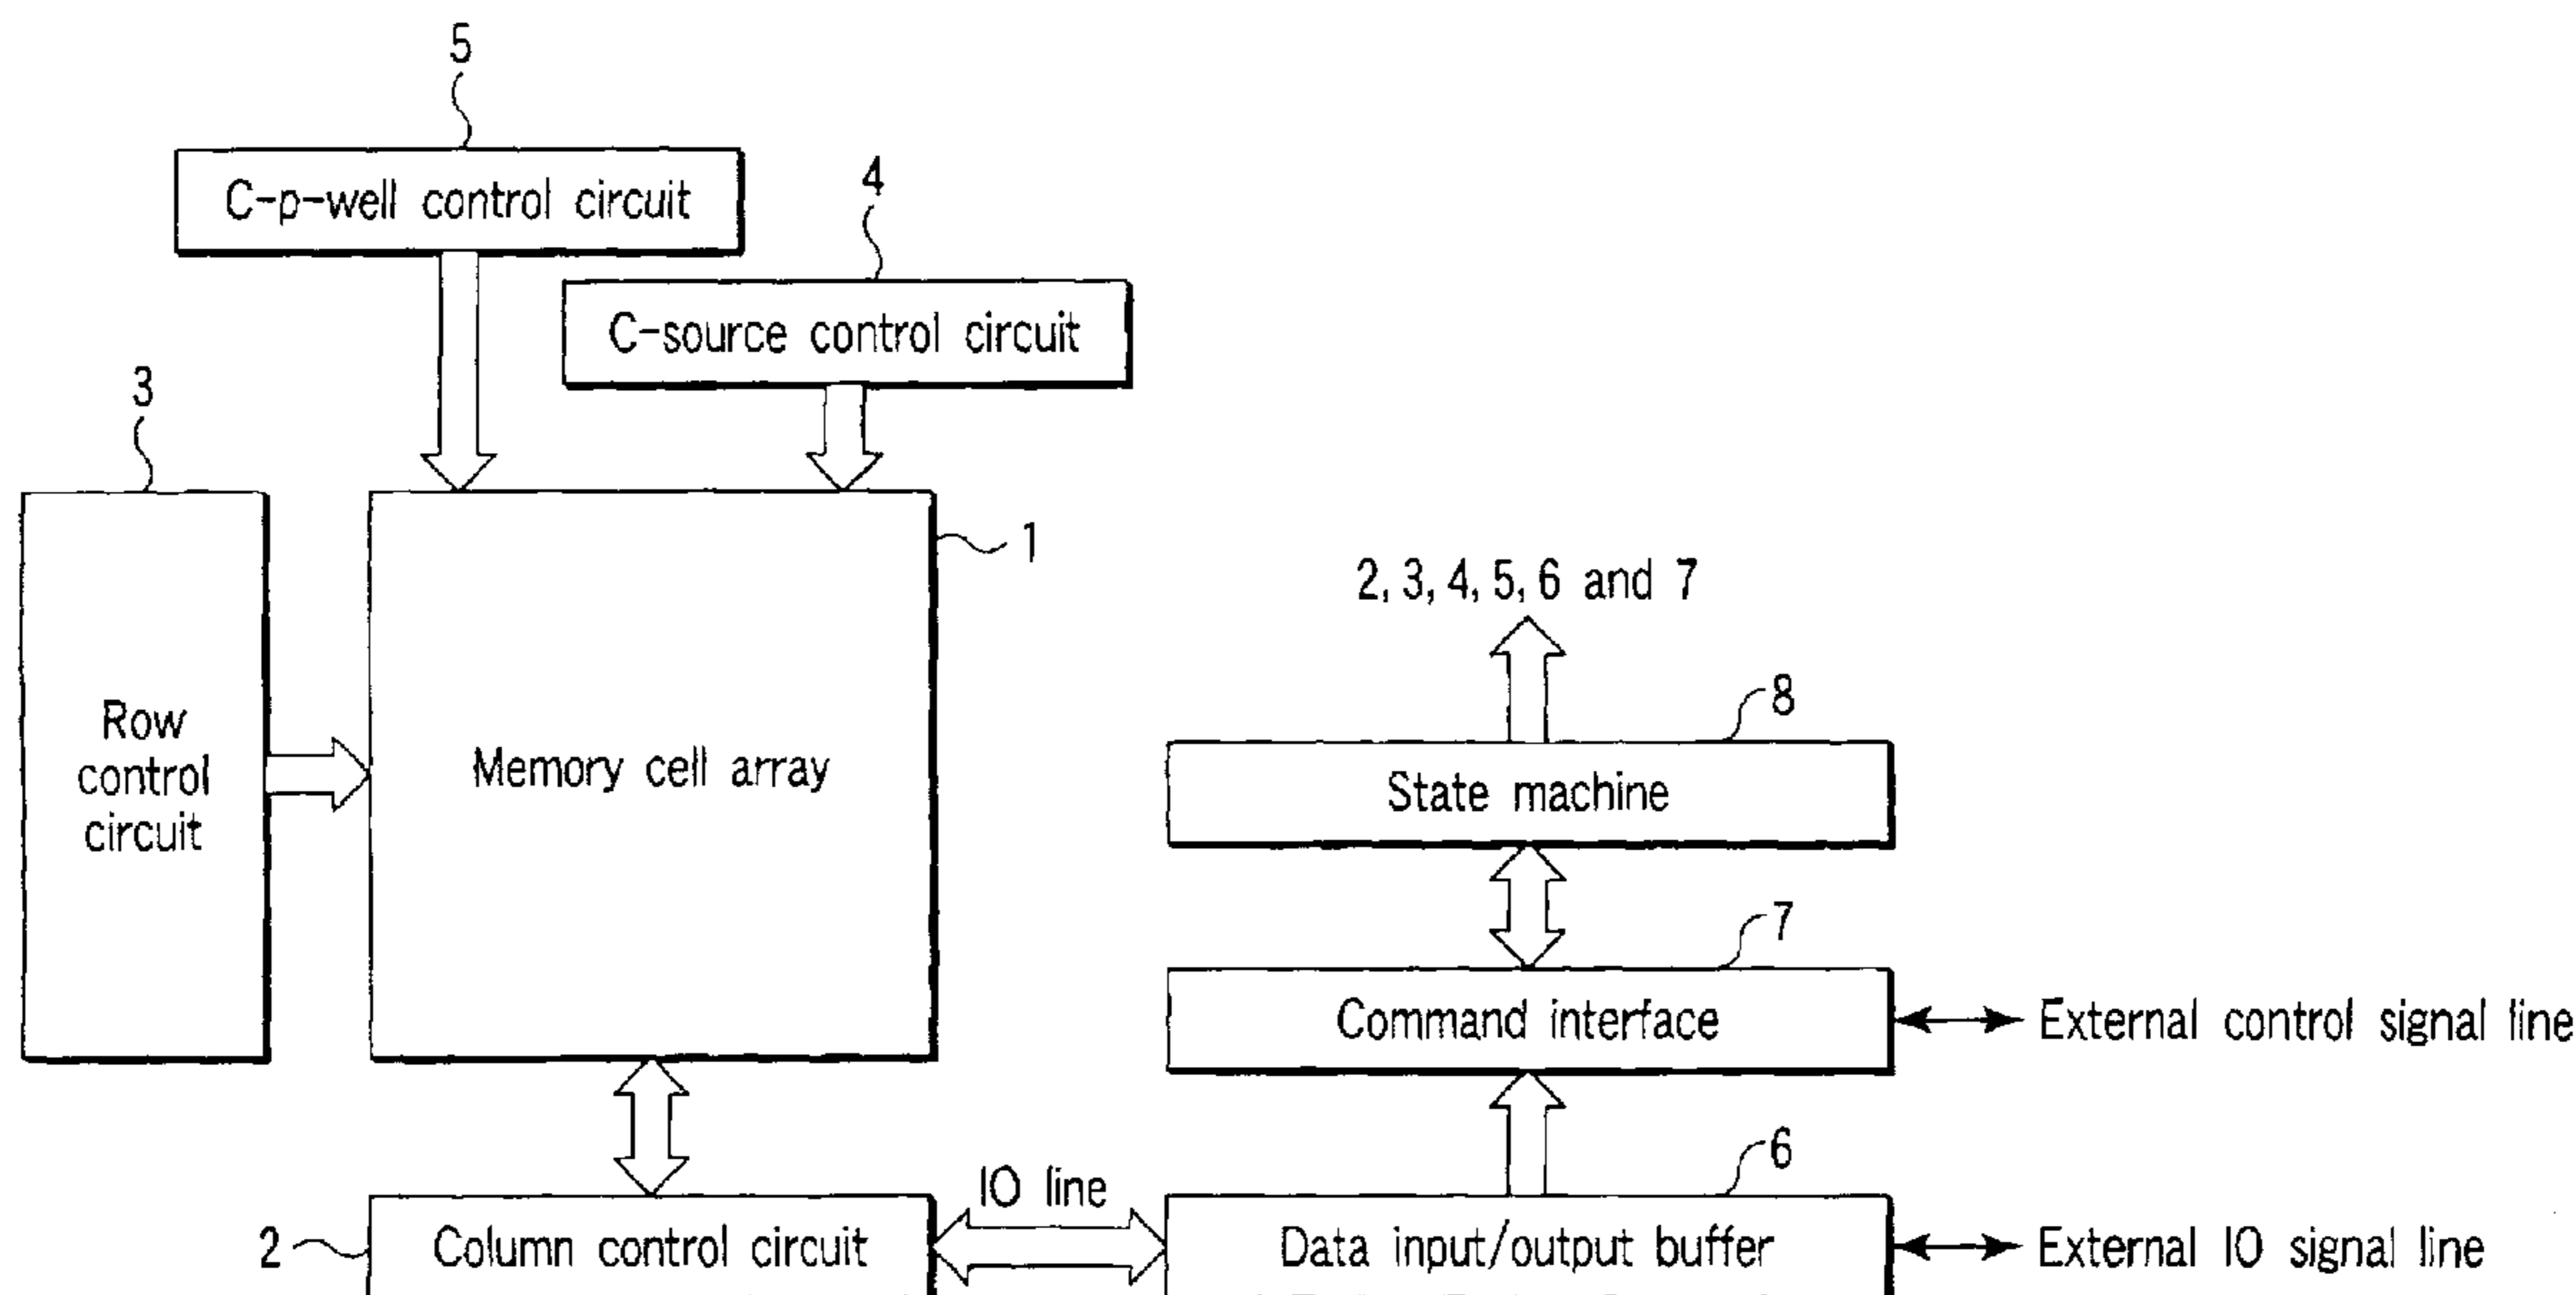 5
C-p-well control circuit
4
C-source control circuit
3
1
Row
control
circuit
Memory cell array
2, 3, 4, 5, 6 and 7
8
State machine
7
Command interface
External control signal line
6
IO line
2
Column control circuit
Data input/output buffer
External IO signal line